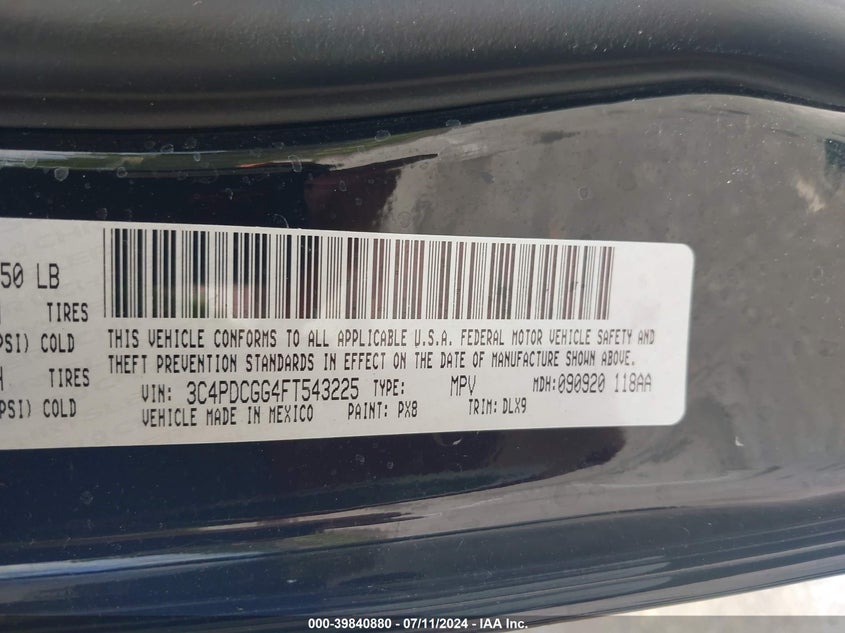 50 LB
TIRES
PSI) COLD
TIRES
PSI) COLD
THIS VEHICLE CONFORMS TO ALL APPLICABLE U.S.A. FEDERAL MOTOR VEHICLE SAFETY AND
THEFT PREVENTION STANDARDS IN EFFECT ON THE DATE OF MANUFACTURE SHOWN ABOVE.
VIN: 3C4PDCGG4FT543225 TYPE: MPV MDH:090920 118AA
VEHICLE MADE IN MEXICO PAINT: PX8 TRIM: DLX9
000-39840880 - 07/11/2024 - IAA Inc.